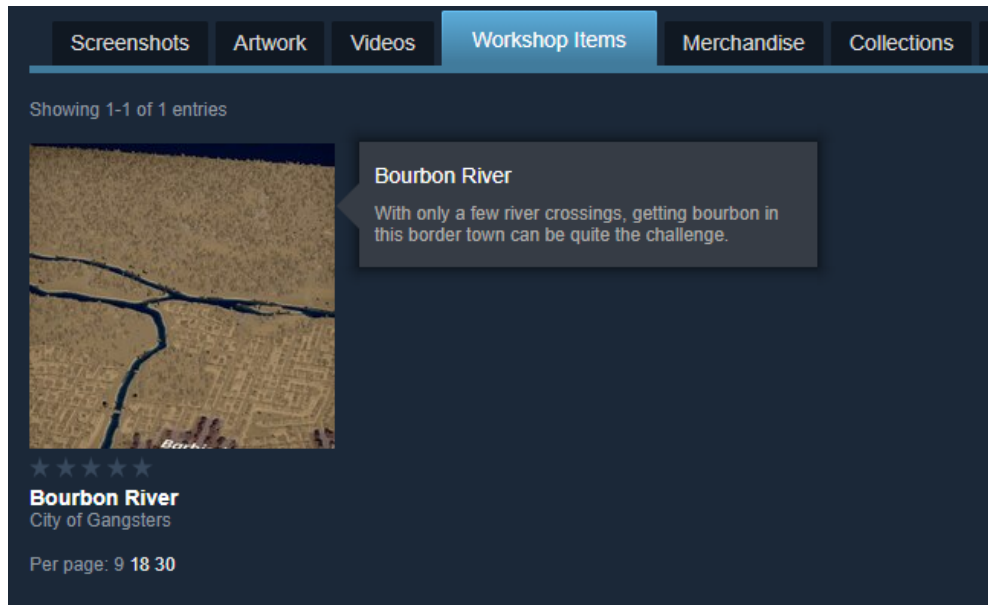 Screenshots Artwork Videos Workshop Items Merchandise Collections
Showing 1-1 of 1 entries
Bourbon River
With only a few river crossings, getting bourbon in
this border town can be quite the challenge.
Bourbon River
City of Gangsters
Per page: 9 18 30